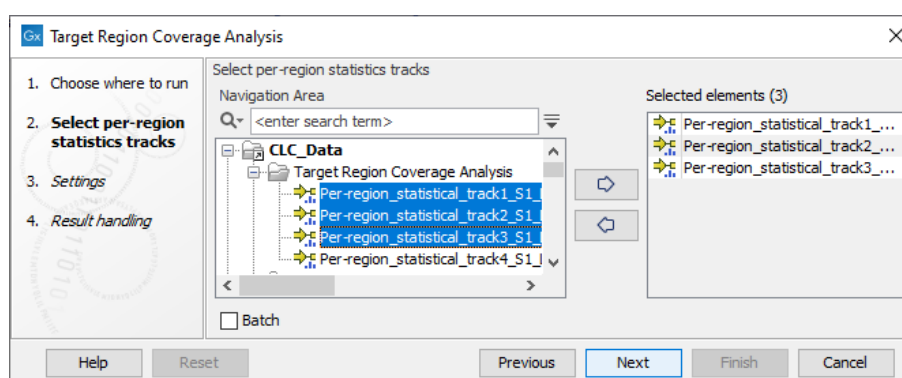 Gx Target Region Coverage Analysis
1. Choose where to run
2. Select per-region
statistics tracks
3. Settings
4. Result handling
Select per-region statistics tracks
Navigation Area
<enter search term>
CLC_Data
Target Region Coverage Analysis
Per-region_statistical_track1_S1_
Per-region_statistical_track2_S1_
Per-region_statistical_track3_S1_
Per-region_statistical_track4_S1_
Batch
Selected elements (3)
Per-region_statistical_track1_...
Per-region_statistical_track2_...
Per-region_statistical_track3_...
Help
Reset
Previous
Next
Finish
Cancel